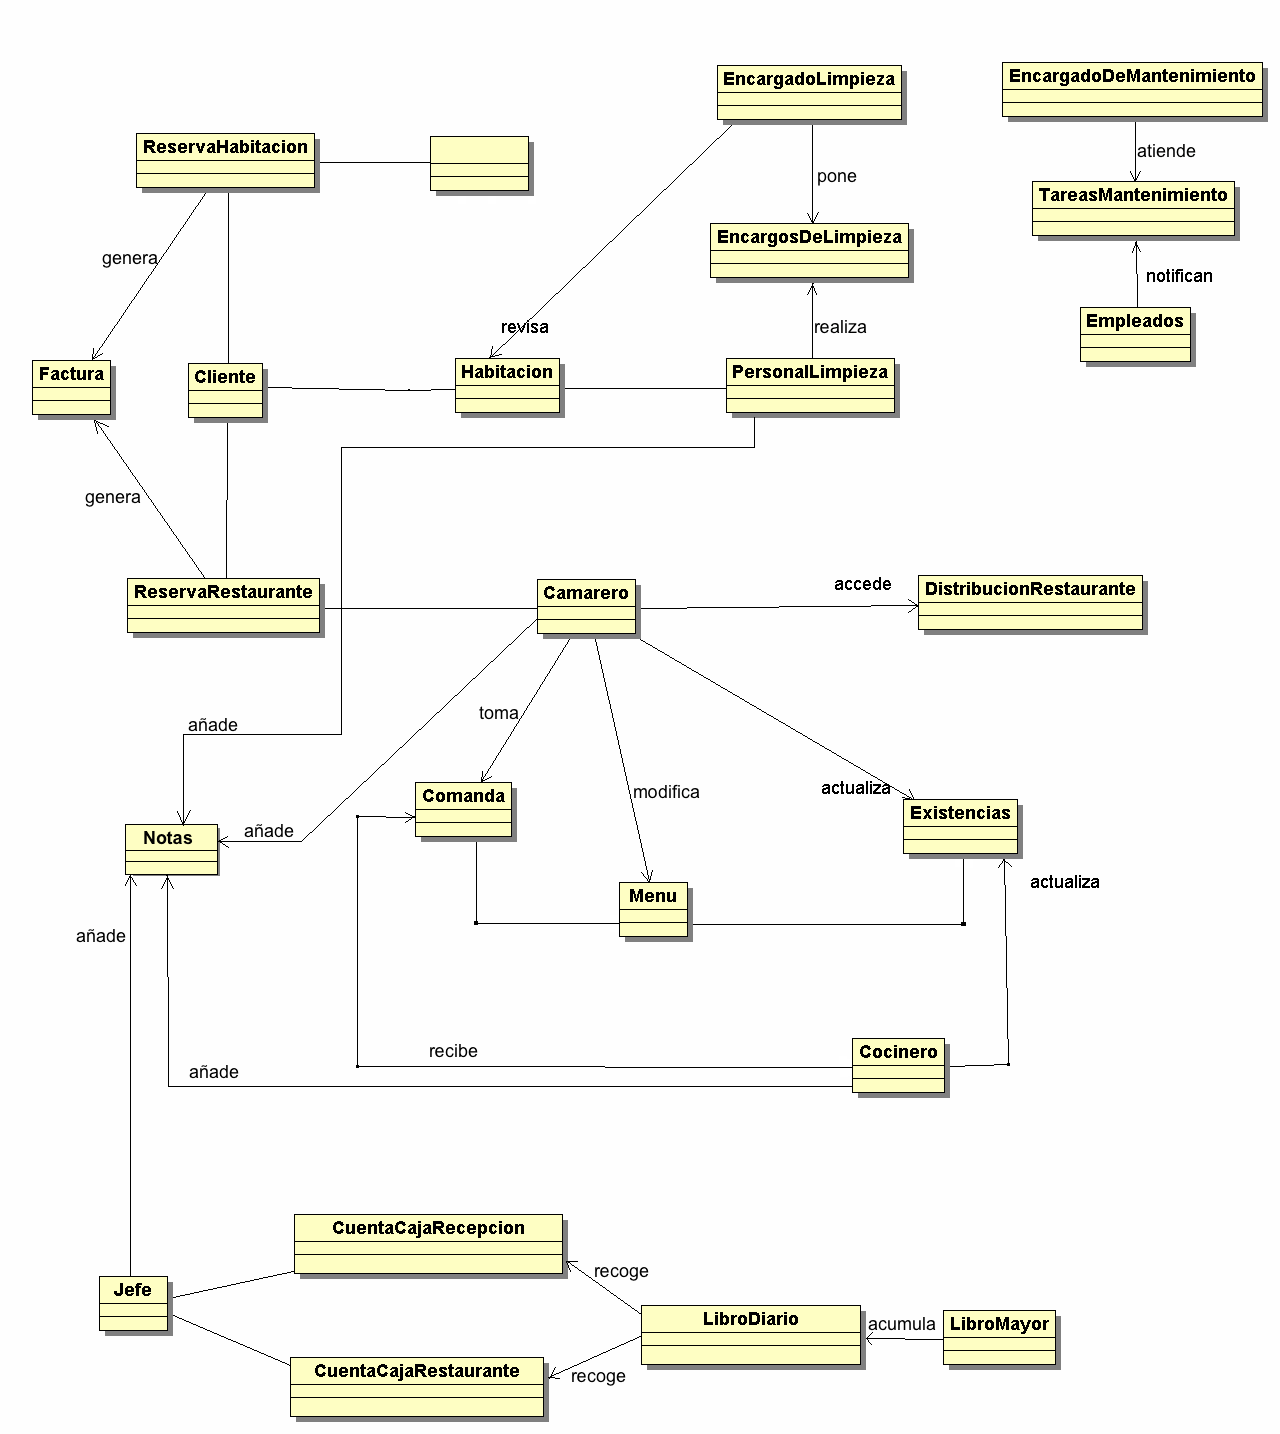 EncargadoLimpieza
EncargadoDeMantenimiento
ReservaHabitacion
atiende
pone
TareasMantenimiento
EncargosDeLimpieza
genera
notifican
Empleados
revisa
realiza
Factura
Cliente
Habitacion
PersonalLimpieza
genera
ReservaRestaurante
Camarero
accede
DistribucionRestaurante
toma
añade
modifica
actualiza
Comanda
Existencias
añade
Notas
actualiza
Menu
añade
recibe
Cocinero
añade
CuentaCajaRecepcion
recoge
Jefe
LibroDiario
acumula
LibroMayor
CuentaCajaRestaurante
recoge